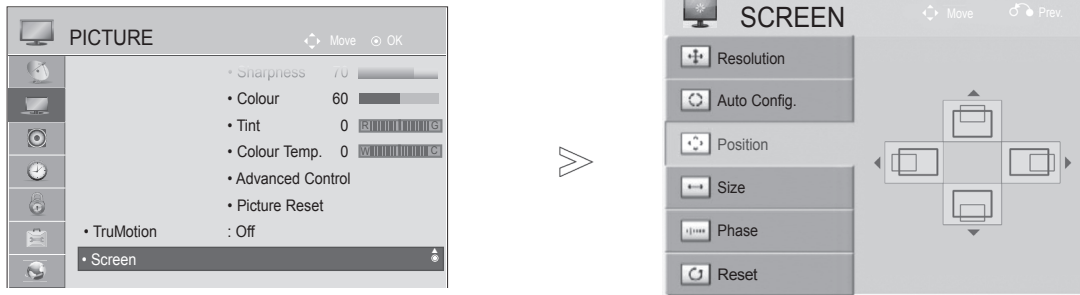 PICTURE
Move OK
• Sharpness 70
• Colour 60
• Tint 0 R G
• Colour Temp. 0 W C
• Advanced Control
• Picture Reset
• TruMotion : Off
• Screen
SCREEN
Move Prev.
Resolution
Auto Config.
Position
Size
Phase
Reset